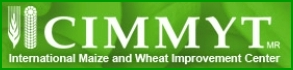 CIMMYT MR
International Maize and Wheat Improvement Center